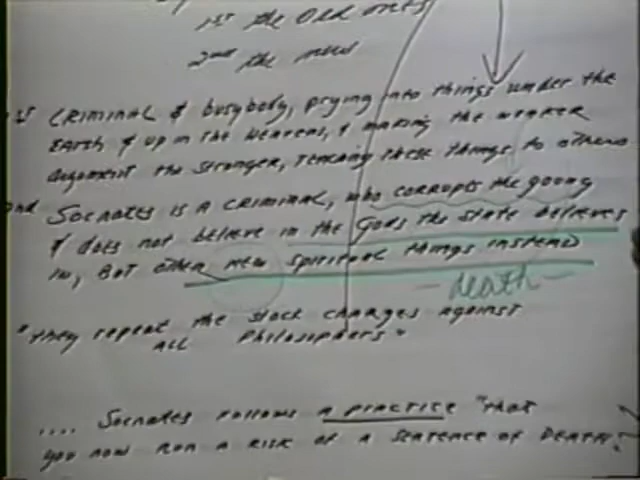 1st the Old ones
2nd the new
1st CRIMINAL & busybody, prying into things under the
EARTH & up in the Heavens, & making the weaker
argument the stronger, teaching these things to others
2nd Socrates is a criminal, who corrupts the young
& does not believe in the Gods the state believes
in, But other new spiritual things instead
- death -
"they repeat the stock charges against
ALL Philosophers"
.... Socrates follows a practice "that
you now run a risk of a sentence of Death?